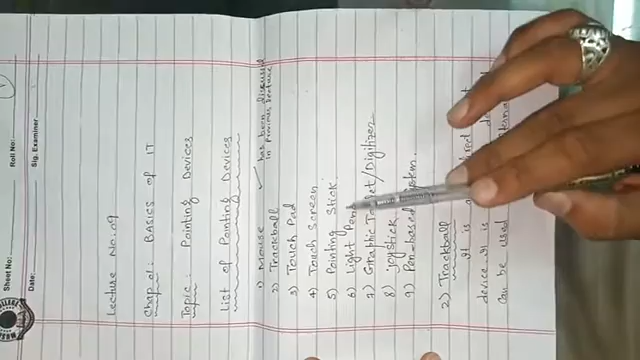 Sheet No:
Roll No:
Date:
Sig. Examiner
Lecture No. 09
Chap 01: BASICS OF IT
Topic: Pointing Devices
List of Pointing Devices
1) Mouse ✓ has been discussed in previous lecture
2) Trackball
3) Touch Pad
4) Touch Screen
5) Pointing Stick
6) Light Pen
7) Graphic Tablet/Digitizer
8) joystick
9) Pen-based system.
2) Trackball
It is a
device. It is
can be used